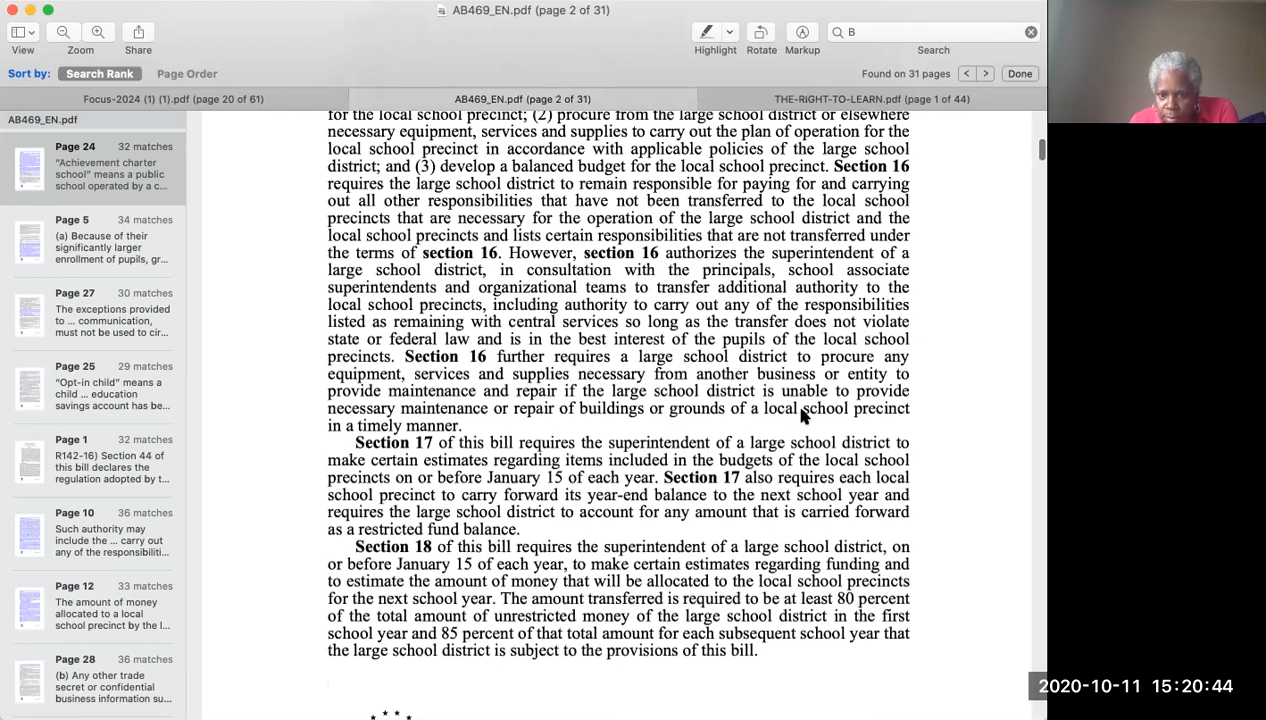 AB469_EN.pdf (page 2 of 31)
View
Zoom
Share
Highlight
Rotate
Markup
B
Search
Sort by:
Search Rank
Page Order
Found on 31 pages
Done
Focus-2024 (1) (1).pdf (page 20 of 61)
AB469_EN.pdf (page 2 of 31)
THE-RIGHT-TO-LEARN.pdf (page 1 of 44)
AB469_EN.pdf
Page 24 32 matches
“Achievement charter
school” means a public
school operated by a c...
Page 5 34 matches
(a) Because of their
significantly larger
enrollment of pupils, gr...
Page 27 30 matches
The exceptions provided
to ... communication,
must not be used to cir...
Page 25 29 matches
“Opt-in child” means a
child ... education
savings account has be...
Page 1 32 matches
R142-16) Section 44 of
this bill declares the
regulation adopted by t...
Page 10 36 matches
Such authority may
include the ... carry out
any of the responsibiliti...
Page 12 33 matches
The amount of money
allocated to a local
school precinct by the l...
Page 28 36 matches
(b) Any other trade
secret or confidential
business information su...
for the local school precinct; (2) procure from the large school district or elsewhere
necessary equipment, services and supplies to carry out the plan of operation for the
local school precinct in accordance with applicable policies of the large school
district; and (3) develop a balanced budget for the local school precinct. Section 16
requires the large school district to remain responsible for paying for and carrying
out all other responsibilities that have not been transferred to the local school
precincts that are necessary for the operation of the large school district and the
local school precincts and lists certain responsibilities that are not transferred under
the terms of section 16. However, section 16 authorizes the superintendent of a
large school district, in consultation with the principals, school associate
superintendents and organizational teams to transfer additional authority to the
local school precincts, including authority to carry out any of the responsibilities
listed as remaining with central services so long as the transfer does not violate
state or federal law and is in the best interest of the pupils of the local school
precincts. Section 16 further requires a large school district to procure any
equipment, services and supplies necessary from another business or entity to
provide maintenance and repair if the large school district is unable to provide
necessary maintenance or repair of buildings or grounds of a local school precinct
in a timely manner.
Section 17 of this bill requires the superintendent of a large school district to
make certain estimates regarding items included in the budgets of the local school
precincts on or before January 15 of each year. Section 17 also requires each local
school precinct to carry forward its year-end balance to the next school year and
requires the large school district to account for any amount that is carried forward
as a restricted fund balance.
Section 18 of this bill requires the superintendent of a large school district, on
or before January 15 of each year, to make certain estimates regarding funding and
to estimate the amount of money that will be allocated to the local school precincts
for the next school year. The amount transferred is required to be at least 80 percent
of the total amount of unrestricted money of the large school district in the first
school year and 85 percent of that total amount for each subsequent school year that
the large school district is subject to the provisions of this bill.
2020-10-11 15:20:44